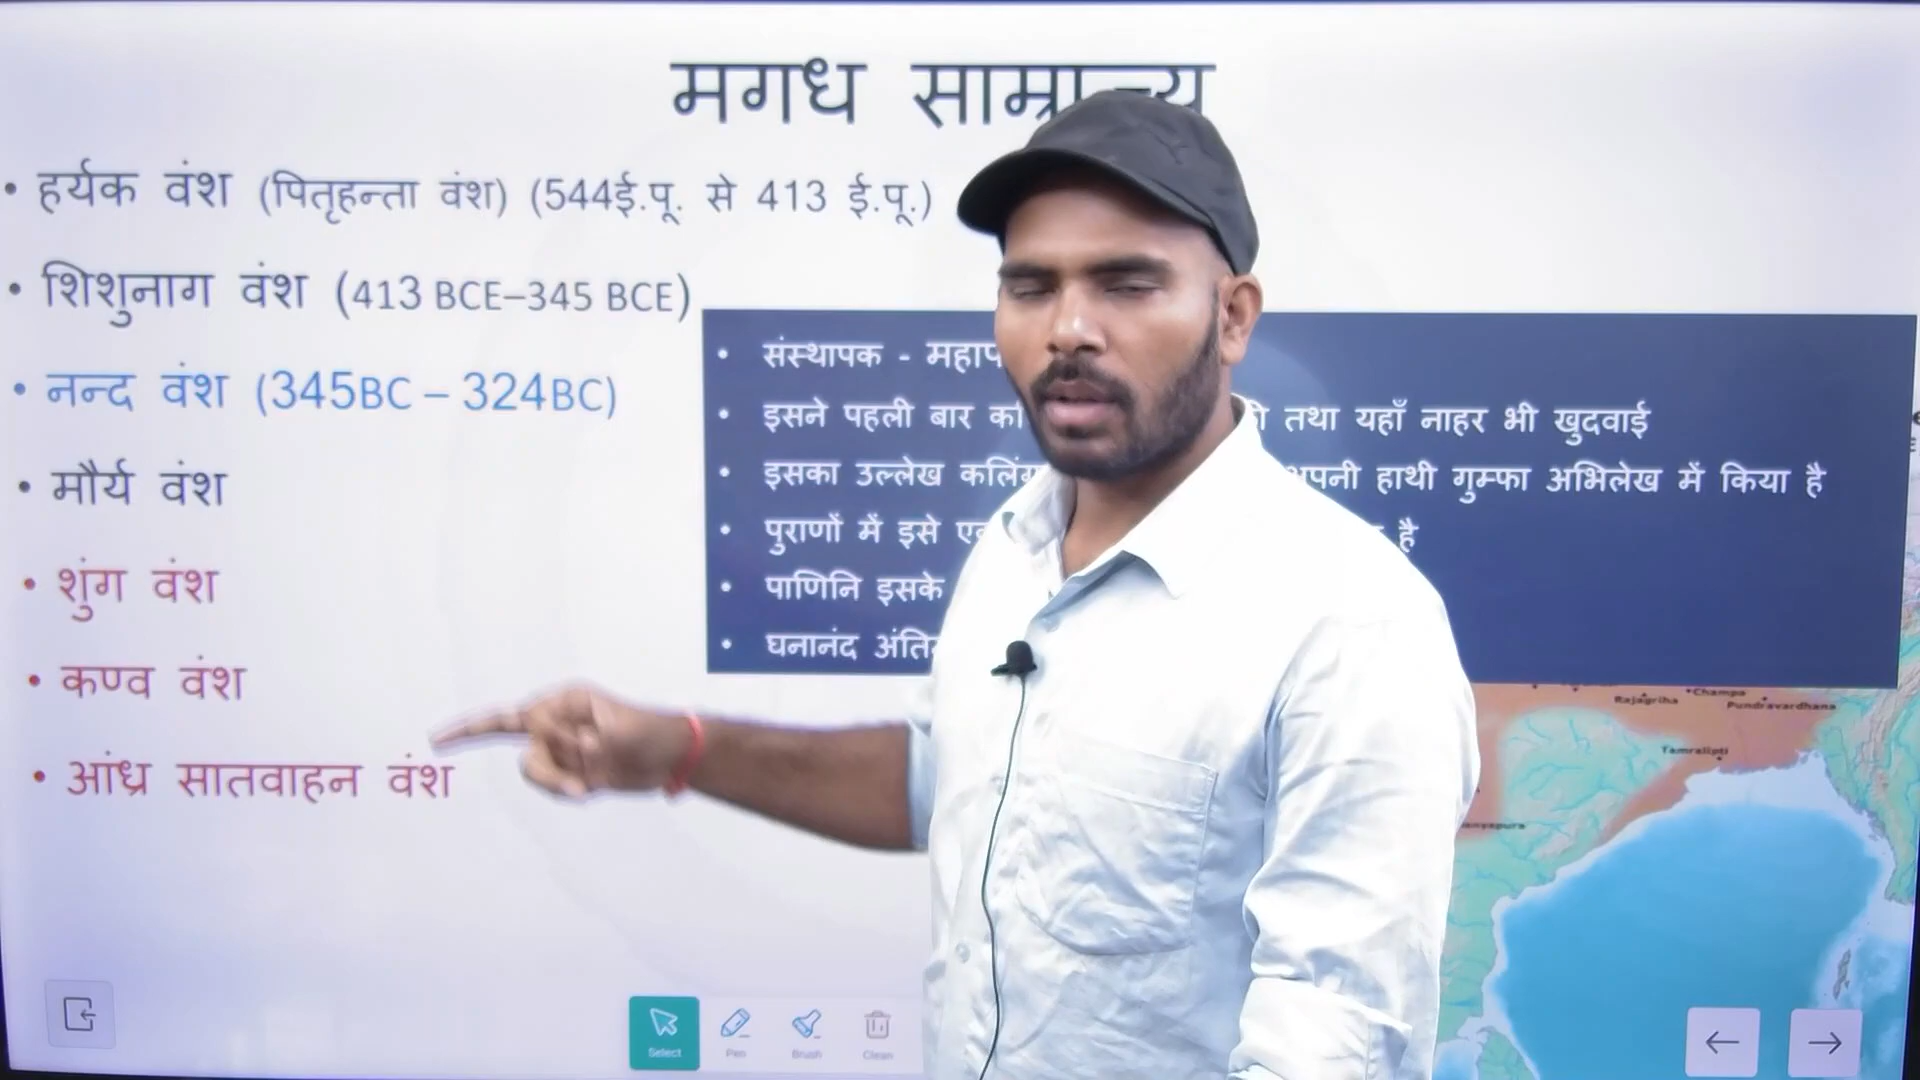 मगध साम्राज्य
• हर्यक वंश (पितृहन्ता वंश) (544ई.पू. से 413 ई.पू.)
• शिशुनाग वंश (413 BCE–345 BCE)
• नन्द वंश (345BC – 324BC)
• मौर्य वंश
• शुंग वंश
• कण्व वंश
• आंध्र सातवाहन वंश
• संस्थापक -
• इसने पहली बार तथा यहाँ नाहर भी खुदवाई
• इसका उल्लेख अपनी हाथी गुम्फा अभिलेख में किया है
• पुराणों में इसे है
• पाणिनि इसके
• घनानंद
Rajagriha
Champa
Pundravardhana
Tamralipti
Select
Pen
Brush
Clean